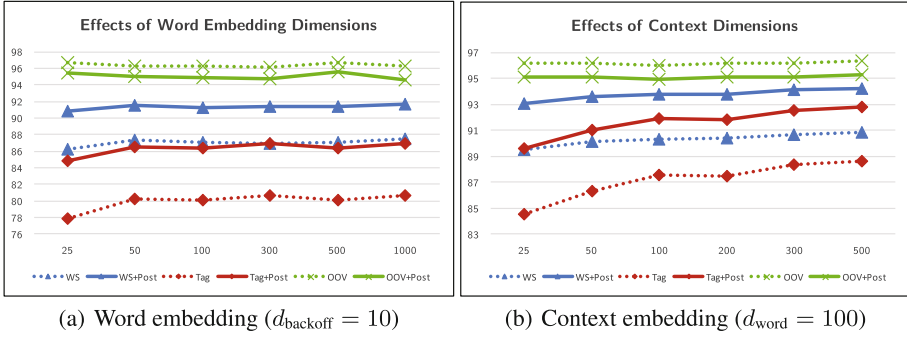 Effects of Word Embedding Dimensions
98
96
94
92
90
88
86
84
82
80
78
76
25 50 100 300 500 1000
WS WS+Post Tag Tag+Post OOV OOV+Post
(a) Word embedding (d_backoff = 10)
Effects of Context Dimensions
97
95
93
91
89
87
85
83
25 50 100 200 300 500
WS WS+Post Tag Tag+Post OOV OOV+Post
(b) Context embedding (d_word = 100)